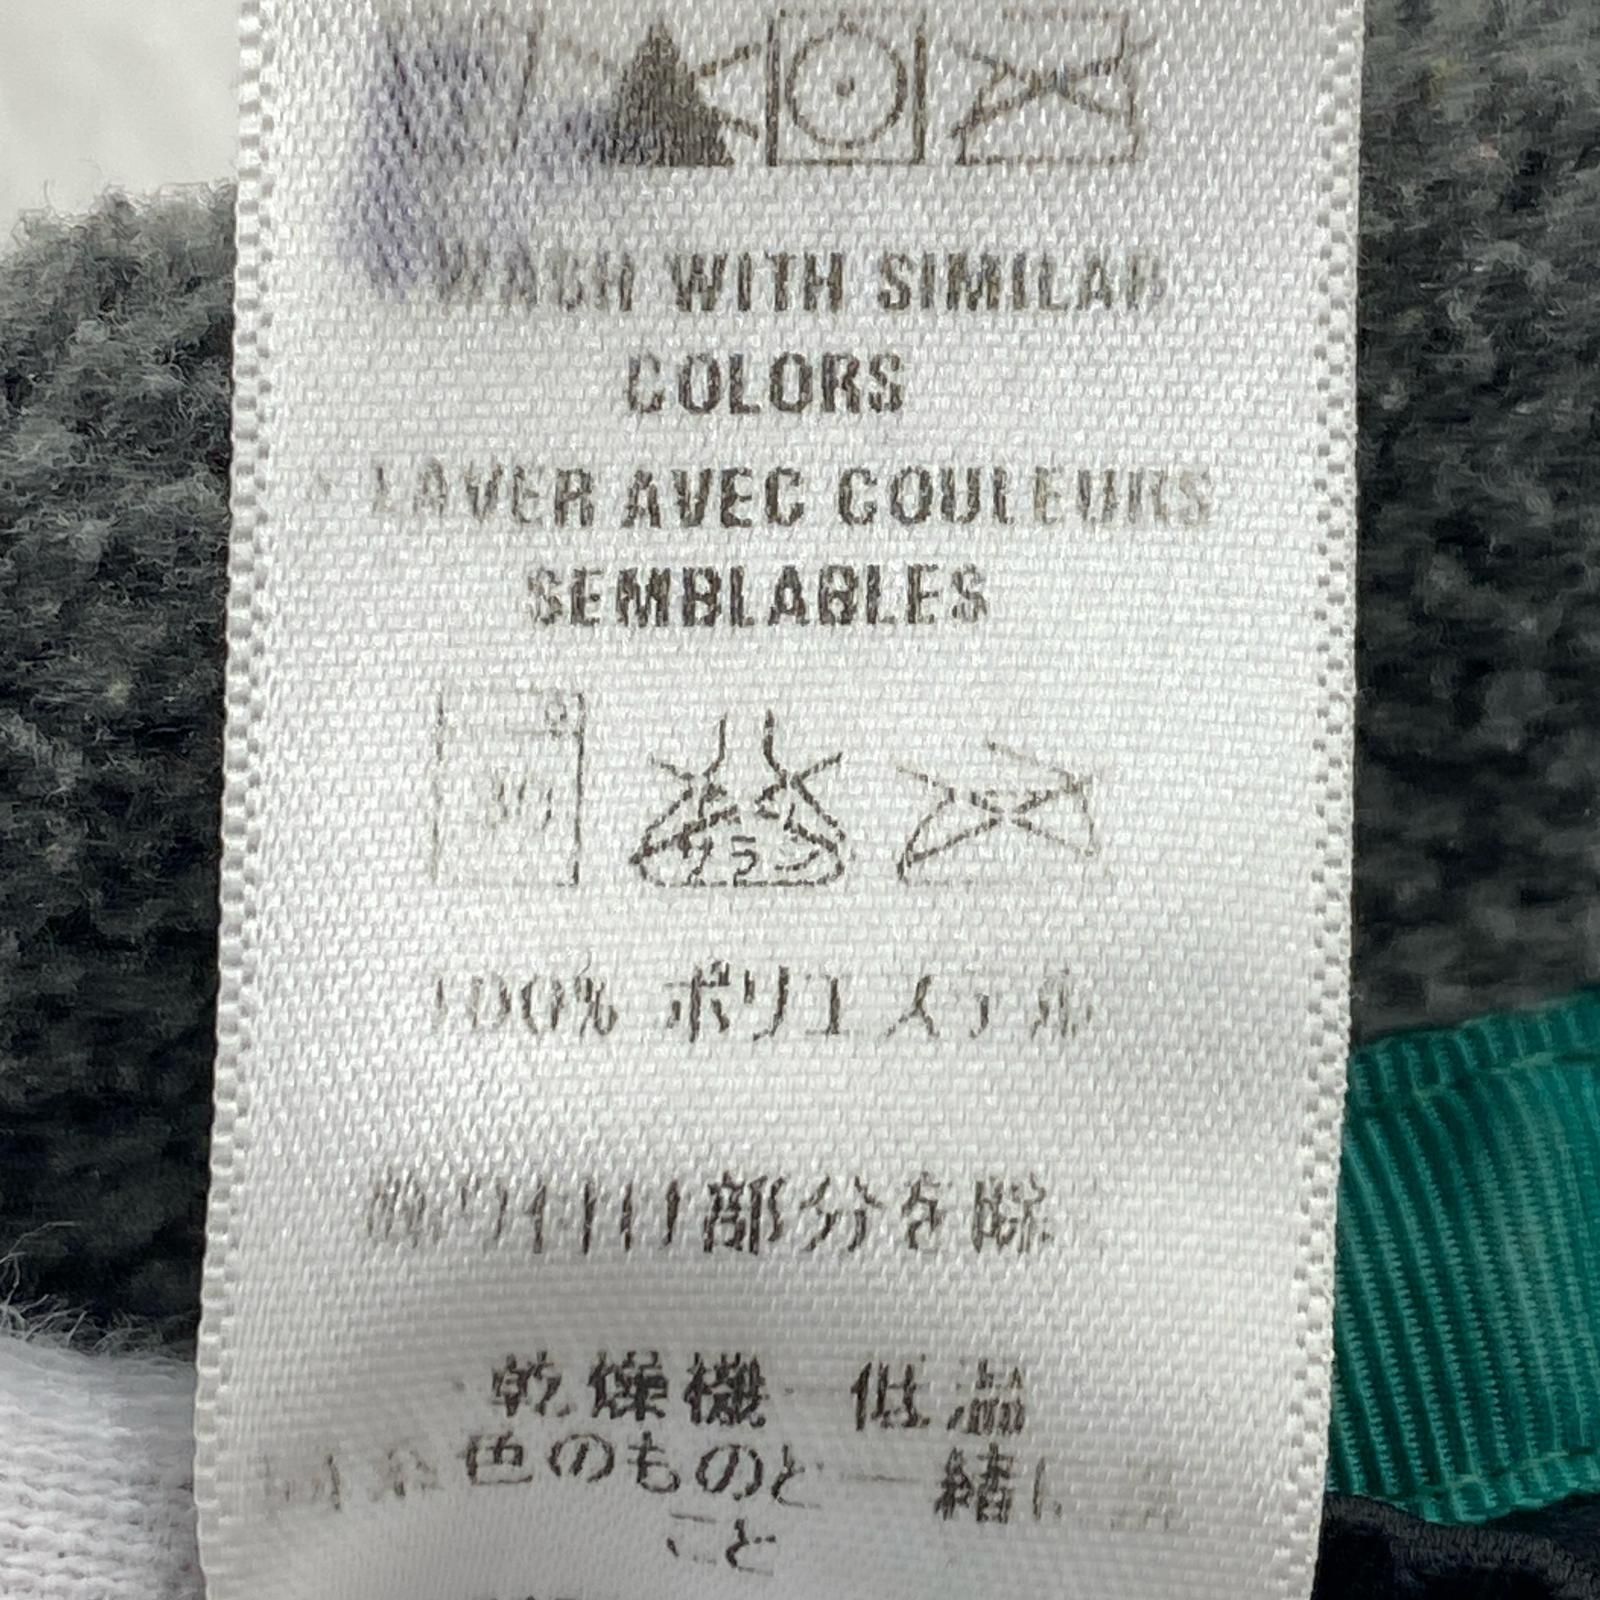 WASH WITH SIMILAR
COLORS
LAVER AVEC COULEURS
SEMBLABLES
100% ポリエステル
部分を除
乾燥機 低温
色のものと一緒に
こと